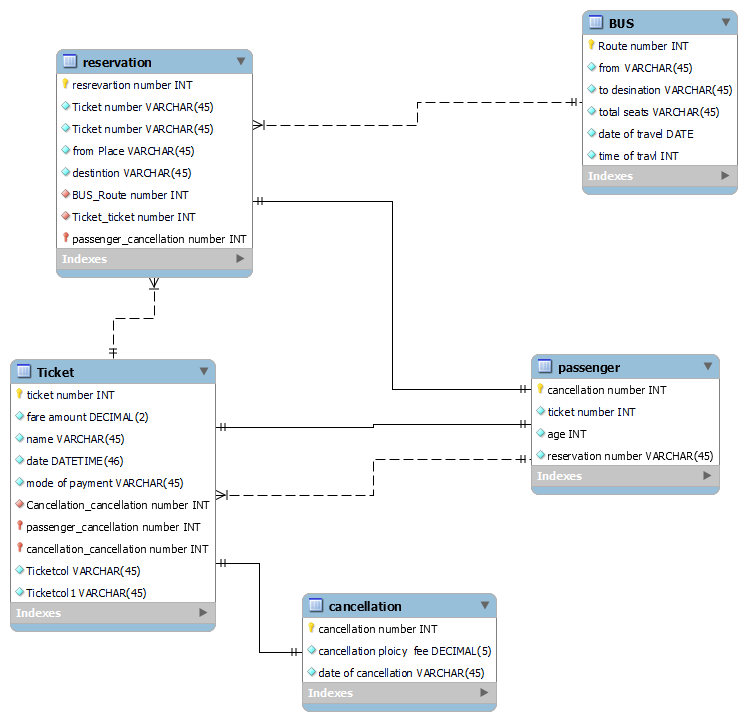 BUS
Route number INT
from VARCHAR(45)
to desination VARCHAR(45)
total seats VARCHAR(45)
date of travel DATE
time of travl INT
Indexes
reservation
resrevartion number INT
Ticket number VARCHAR(45)
Ticket number VARCHAR(45)
from Place VARCHAR(45)
destintion VARCHAR(45)
BUS_Route number INT
Ticket_ticket number INT
passenger_cancellation number INT
Indexes
Ticket
ticket number INT
fare amount DECIMAL(2)
name VARCHAR(45)
date DATETIME(46)
mode of payment VARCHAR(45)
Cancellation_cancellation number INT
passenger_cancellation number INT
cancellation_cancellation number INT
Ticketcol VARCHAR(45)
Ticketcol1 VARCHAR(45)
Indexes
passenger
cancellation number INT
ticket number INT
age INT
reservation number VARCHAR(45)
Indexes
cancellation
cancellation number INT
cancellation ploicy fee DECIMAL(5)
date of cancellation VARCHAR(45)
Indexes